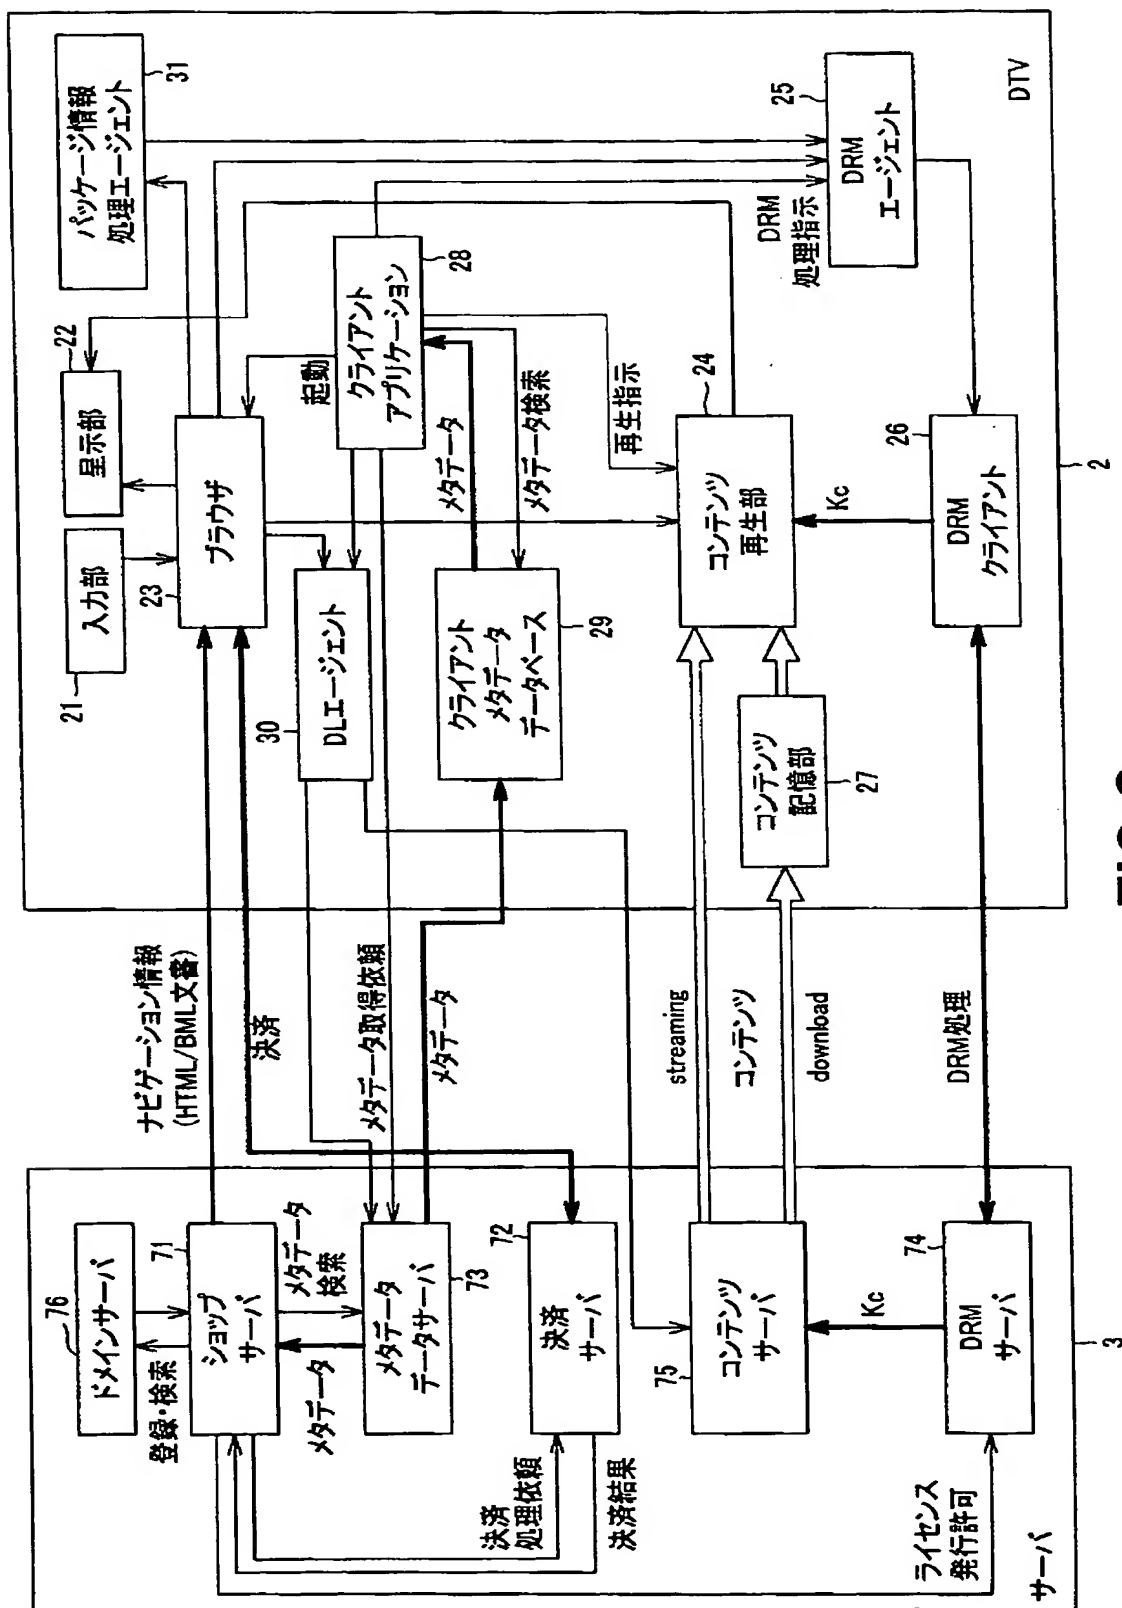 ドメインサーバ
76
登録・検索
ショップ
サーバ
71
メタデータ
メタデータ
検索
メタデータ
データサーバ
73
決済
処理依頼
決済結果
決済
サーバ
72
コンテンツ
サーバ
75
Kc
DRM
サーバ
74
ライセンス
発行許可
サーバ
3
ナビゲーション情報
(HTML/BML文書)
決済
メタデータ取得依頼
メタデータ
streaming
コンテンツ
download
DRM処理
入力部
21
呈示部
22
パッケージ情報
処理エージェント
31
ブラウザ
23
起動
DLエージェント
30
クライアント
アプリケーション
28
メタデータ
メタデータ検索
クライアント
メタデータ
データベース
29
再生指示
コンテンツ
再生部
24
コンテンツ
記憶部
27
Kc
DRM
処理指示
DRM
エージェント
25
DRM
クライアント
26
DTV
2